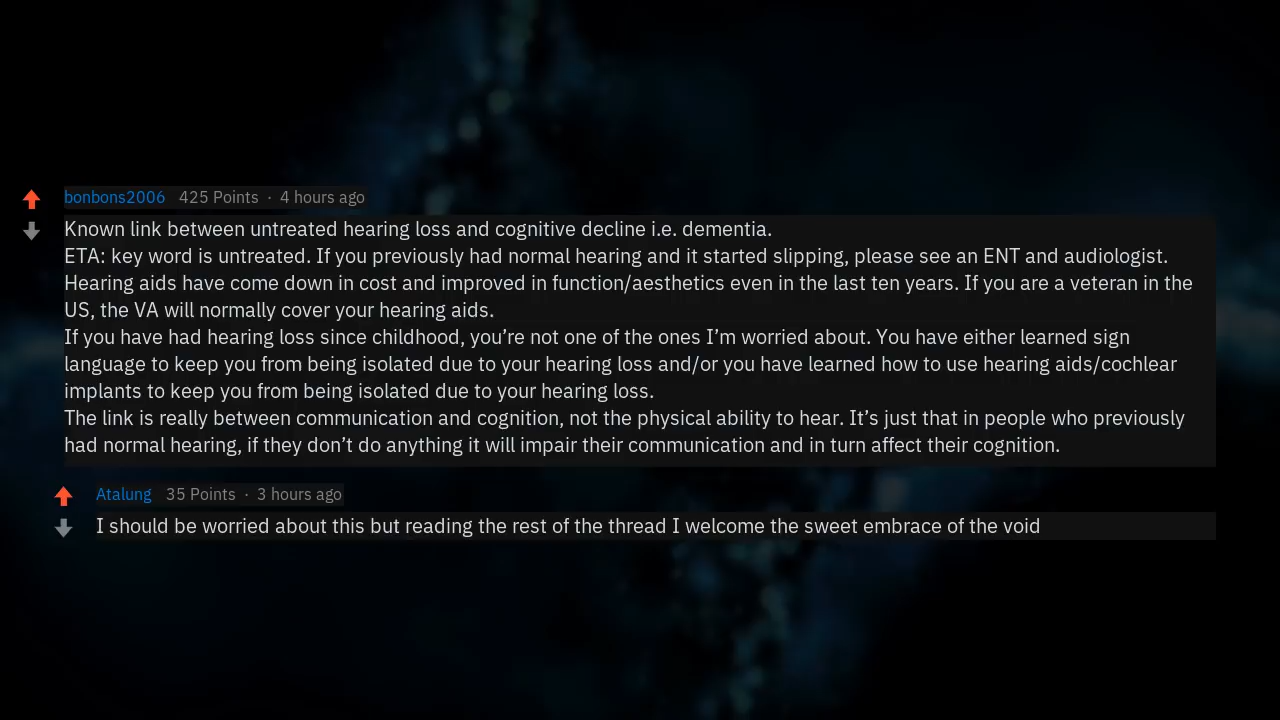 bonbons2006 425 Points · 4 hours ago
Known link between untreated hearing loss and cognitive decline i.e. dementia.
ETA: key word is untreated. If you previously had normal hearing and it started slipping, please see an ENT and audiologist.
Hearing aids have come down in cost and improved in function/aesthetics even in the last ten years. If you are a veteran in the
US, the VA will normally cover your hearing aids.
If you have had hearing loss since childhood, you’re not one of the ones I’m worried about. You have either learned sign
language to keep you from being isolated due to your hearing loss and/or you have learned how to use hearing aids/cochlear
implants to keep you from being isolated due to your hearing loss.
The link is really between communication and cognition, not the physical ability to hear. It’s just that in people who previously
had normal hearing, if they don’t do anything it will impair their communication and in turn affect their cognition.
Atalung 35 Points · 3 hours ago
I should be worried about this but reading the rest of the thread I welcome the sweet embrace of the void